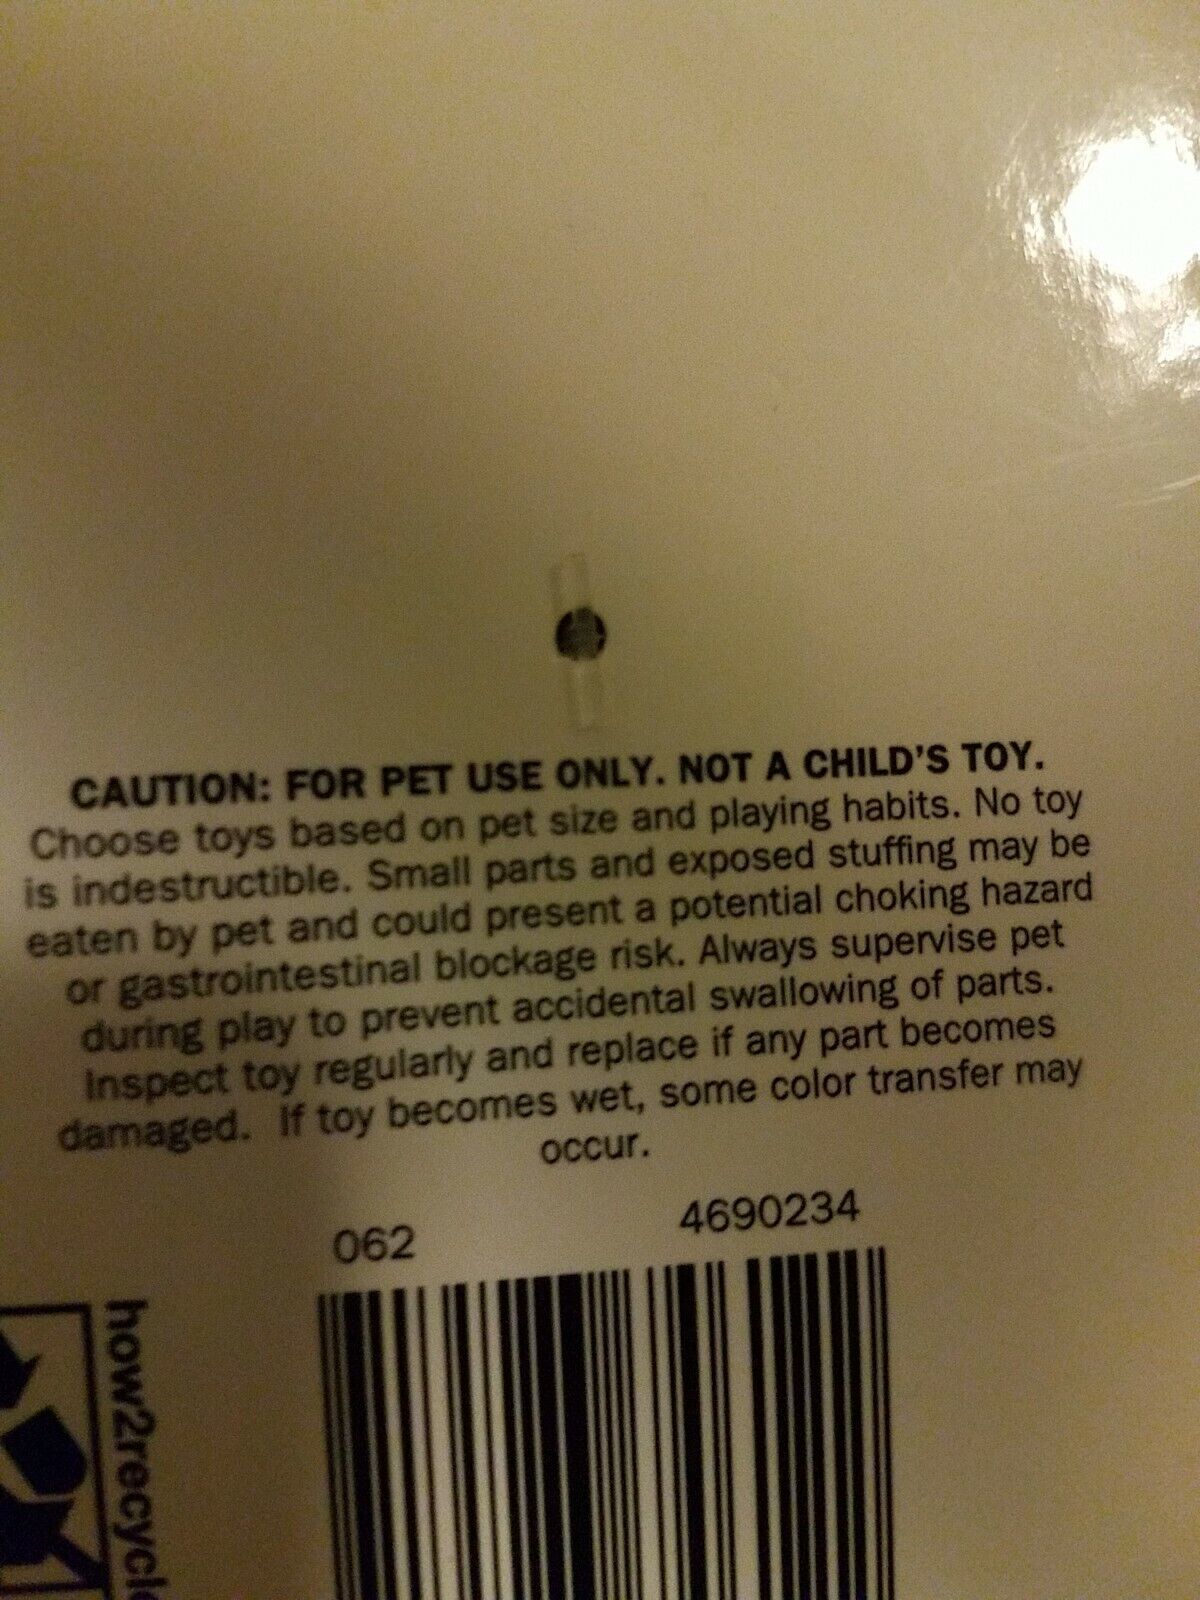 CAUTION: FOR PET USE ONLY. NOT A CHILD'S TOY.
Choose toys based on pet size and playing habits. No toy
is indestructible. Small parts and exposed stuffing may be
eaten by pet and could present a potential choking hazard
or gastrointestinal blockage risk. Always supervise pet
during play to prevent accidental swallowing of parts.
Inspect toy regularly and replace if any part becomes
damaged. If toy becomes wet, some color transfer may
occur.
062 4690234
how2recycl